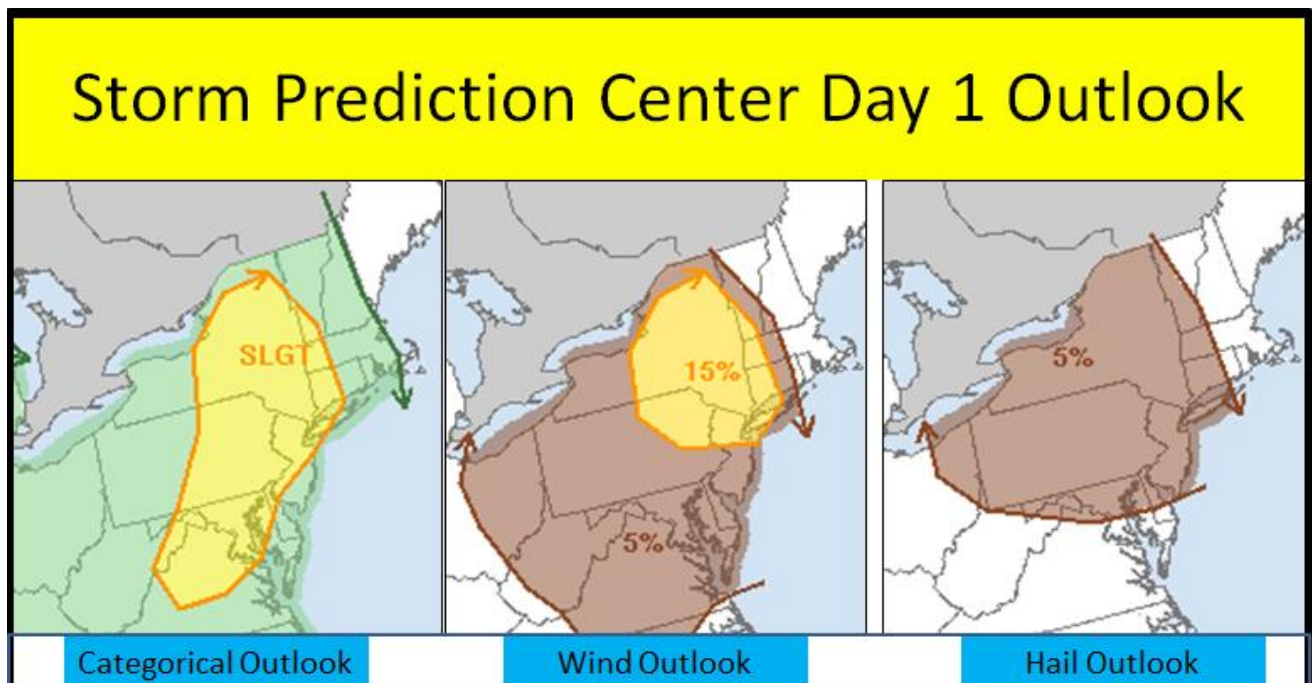 Storm Prediction Center Day 1 Outlook
SLGT
15%
5%
5%
Categorical Outlook
Wind Outlook
Hail Outlook